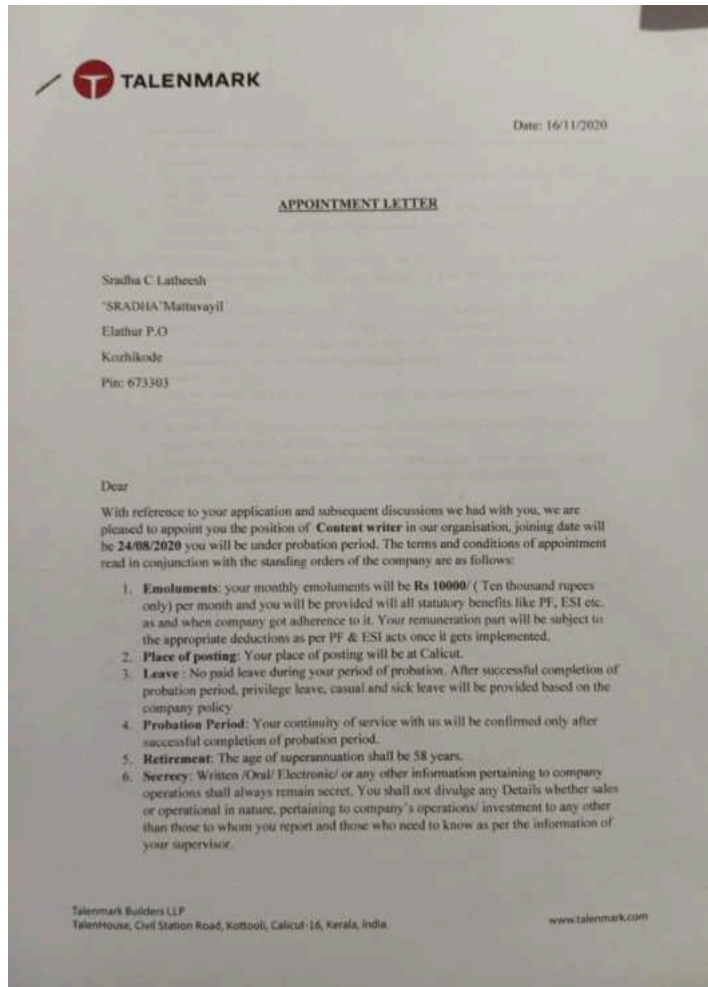 TALENMARK
Date: 16/11/2020
APPOINTMENT LETTER
Sradha C Latheesh
"SRADHA"Mattuvayil
Elathur P.O
Kozhikode
Pin: 673303
Dear
With reference to your application and subsequent discussions we had with you, we are
pleased to appoint you the position of Content writer in our organisation, joining date will
be 24/08/2020 you will be under probation period. The terms and conditions of appointment
read in conjunction with the standing orders of the company are as follows:
1. Emoluments: your monthly emoluments will be Rs 10000/ ( Ten thousand rupees
only) per month and you will be provided will all statutory benefits like PF, ESI etc.
as and when company got adherence to it. Your remuneration part will be subject to
the appropriate deductions as per PF & ESI acts once it gets implemented.
2. Place of posting: Your place of posting will be at Calicut.
3. Leave : No paid leave during your period of probation. After successful completion of
probation period, privilege leave, casual and sick leave will be provided based on the
company policy
4. Probation Period: Your continuity of service with us will be confirmed only after
successful completion of probation period.
5. Retirement: The age of superannuation shall be 58 years.
6. Secrecy: Written /Oral/ Electronic/ or any other information pertaining to company
operations shall always remain secret. You shall not divulge any Details whether sales
or operational in nature, pertaining to company's operations/ investment to any other
than those to whom you report and those who need to know as per the information of
your supervisor.
Talenmark Builders LLP
TalenHouse, Civil Station Road, Kottooli, Calicut-16, Kerala, India.
www.talenmark.com